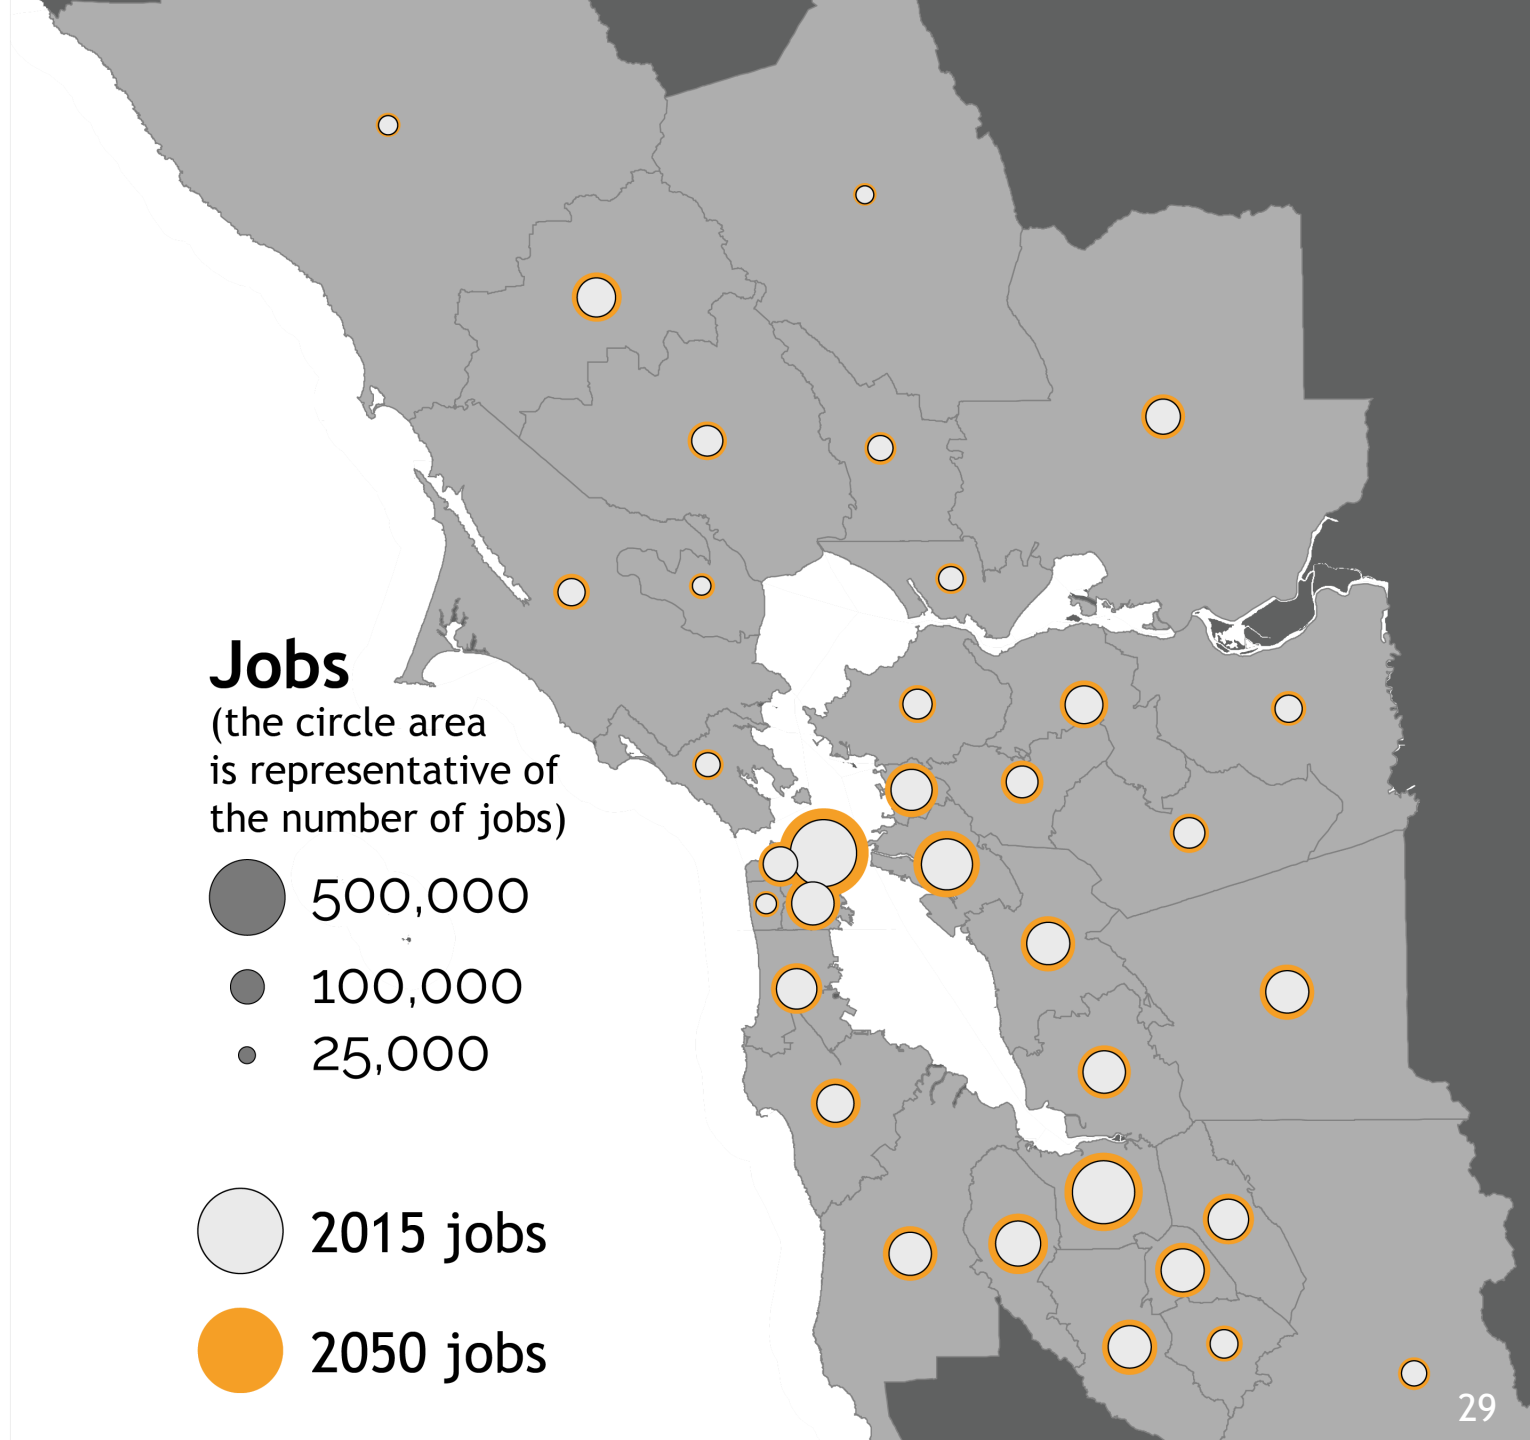 Jobs
(the circle area
is representative of
the number of jobs)
500,000
100,000
25,000
2015 jobs
2050 jobs
29